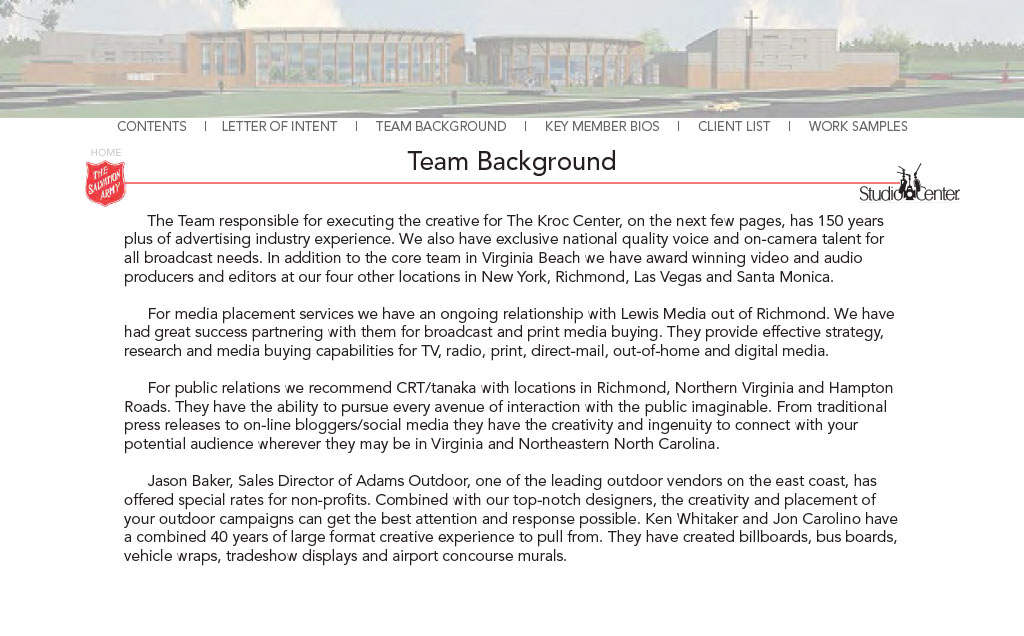 CONTENTS | LETTER OF INTENT | TEAM BACKGROUND | KEY MEMBER BIOS | CLIENT LIST | WORK SAMPLES
HOME
Team Background
THE
SALVATION
ARMY
StudioCenter
The Team responsible for executing the creative for The Kroc Center, on the next few pages, has 150 years
plus of advertising industry experience. We also have exclusive national quality voice and on-camera talent for
all broadcast needs. In addition to the core team in Virginia Beach we have award winning video and audio
producers and editors at our four other locations in New York, Richmond, Las Vegas and Santa Monica.
For media placement services we have an ongoing relationship with Lewis Media out of Richmond. We have
had great success partnering with them for broadcast and print media buying. They provide effective strategy,
research and media buying capabilities for TV, radio, print, direct-mail, out-of-home and digital media.
For public relations we recommend CRT/tanaka with locations in Richmond, Northern Virginia and Hampton
Roads. They have the ability to pursue every avenue of interaction with the public imaginable. From traditional
press releases to on-line bloggers/social media they have the creativity and ingenuity to connect with your
potential audience wherever they may be in Virginia and Northeastern North Carolina.
Jason Baker, Sales Director of Adams Outdoor, one of the leading outdoor vendors on the east coast, has
offered special rates for non-profits. Combined with our top-notch designers, the creativity and placement of
your outdoor campaigns can get the best attention and response possible. Ken Whitaker and Jon Carolino have
a combined 40 years of large format creative experience to pull from. They have created billboards, bus boards,
vehicle wraps, tradeshow displays and airport concourse murals.